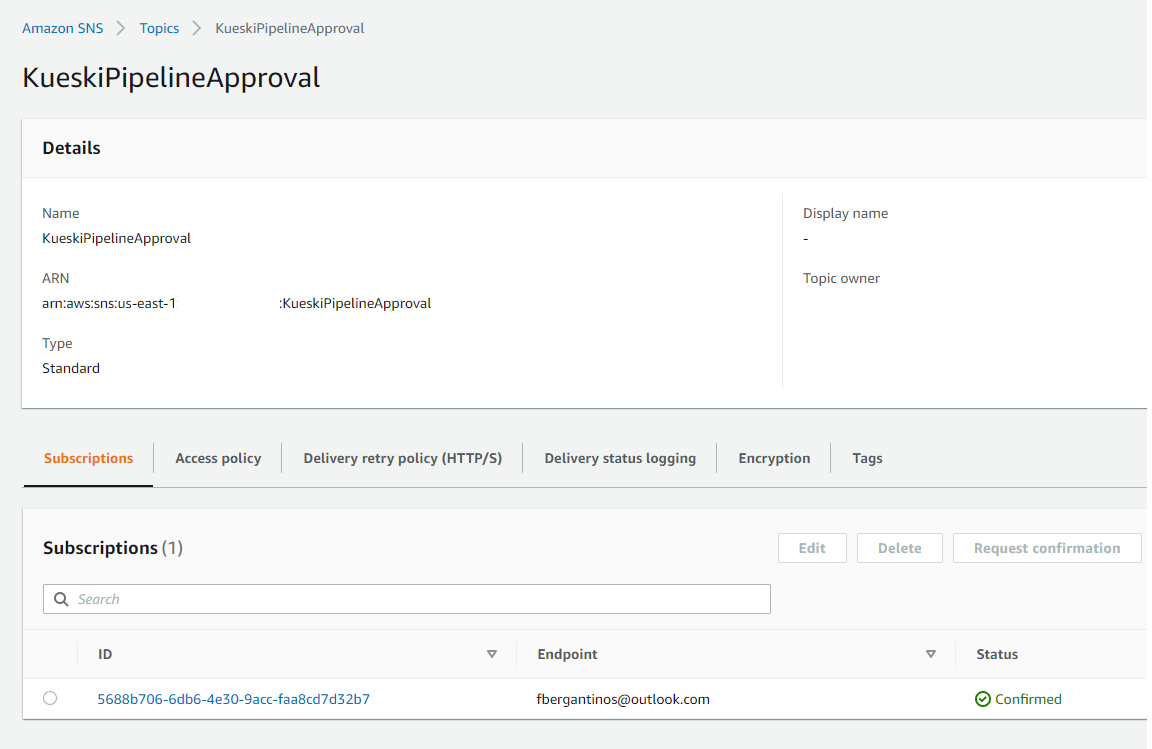 Amazon SNS > Topics > KueskiPipelineApproval
KueskiPipelineApproval
Details
Name
KueskiPipelineApproval
Display name
-
ARN
arn:aws:sns:us-east-1 :KueskiPipelineApproval
Topic owner
Type
Standard
Subscriptions Access policy Delivery retry policy (HTTP/S) Delivery status logging Encryption Tags
Subscriptions (1) Edit Delete Request confirmation
Search
ID Endpoint Status
5688b706-6db6-4e30-9acc-faa8cd7d32b7 fbergantinos@outlook.com Confirmed